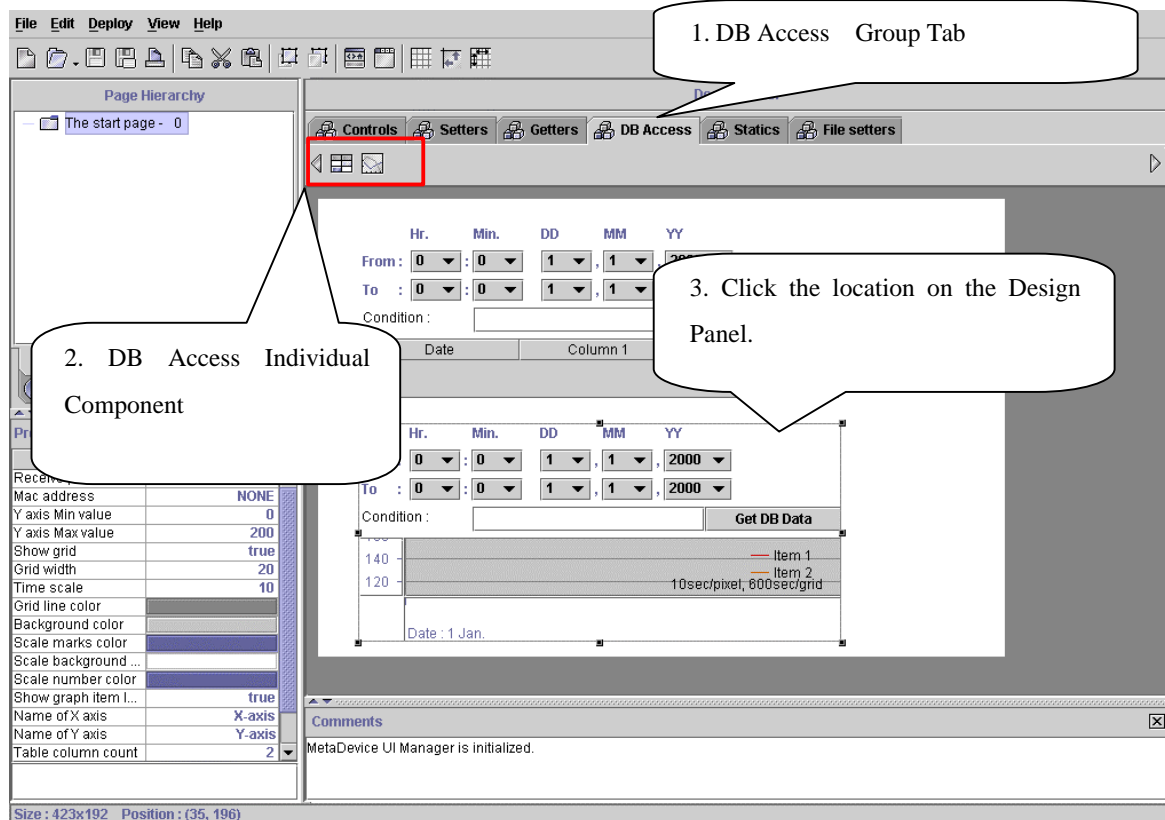 File Edit Deploy View Help
1. DB Access Group Tab
Page Hierarchy
The start page - 0
Controls Setters Getters DB Access Statics File setters
Hr. Min. DD MM YY
From : 0 : 0 1 , 1 ,
To : 0 : 0 1 , 1
Condition :
3. Click the location on the Design
Panel.
Date Column 1
2. DB Access Individual
Component
Hr. Min. DD MM YY
0 : 0 1 , 1 , 2000
To : 0 : 0 1 , 1 , 2000
Condition : Get DB Data
140
120
Item 1
Item 2
10sec/pixel, 600sec/grid
Date : 1 Jan.
Mac address NONE
Y axis Min value 0
Y axis Max value 200
Show grid true
Grid width 20
Time scale 10
Grid line color
Background color
Scale marks color
Scale background ...
Scale number color
Show graph item l... true
Name of X axis X-axis
Name of Y axis Y-axis
Table column count 2
Comments
MetaDevice UI Manager is initialized.
Size : 423x192 Position : (35, 196)